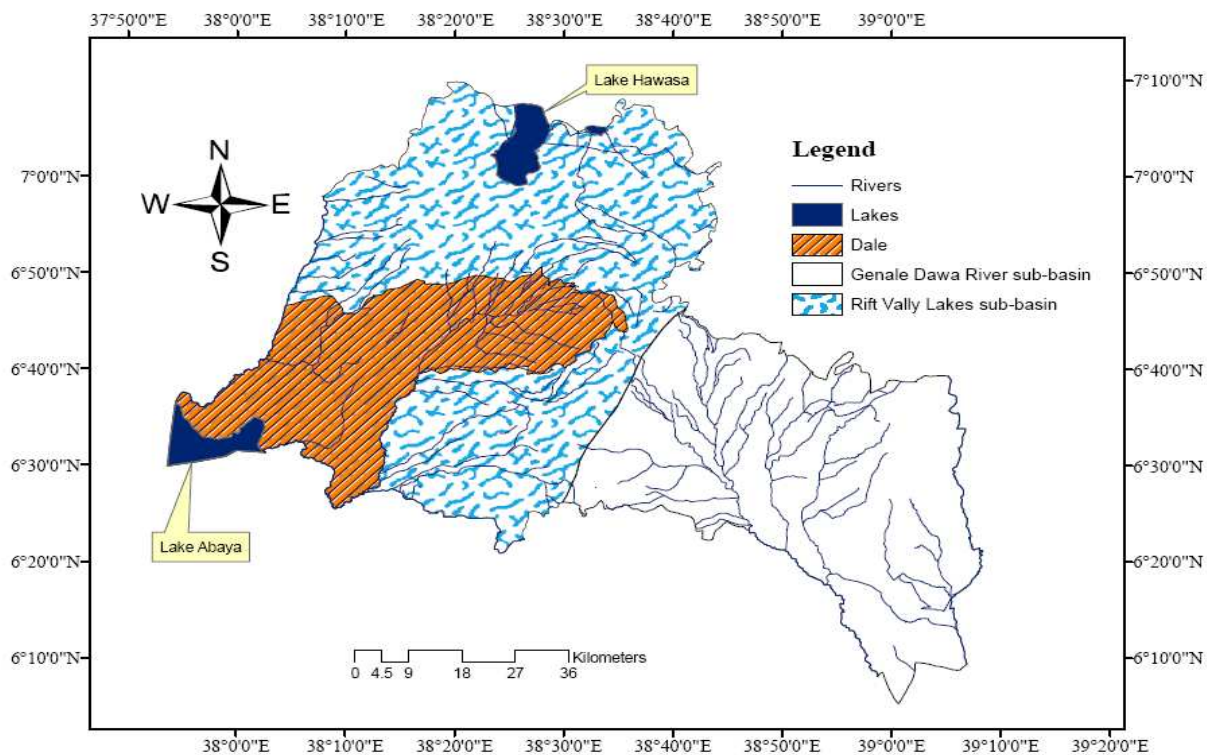 37°50'0"E 38°0'0"E 38°10'0"E 38°20'0"E 38°30'0"E 38°40'0"E 38°50'0"E 39°0'0"E
7°10'0"N
Lake Hawasa
N
W E
S
Legend
Rivers
Lakes
Dale
Genale Dawa River sub-basin
Rift Vally Lakes sub-basin
7°0'0"N 7°0'0"N
6°50'0"N 6°50'0"N
6°40'0"N 6°40'0"N
6°30'0"N 6°30'0"N
Lake Abaya
6°20'0"N 6°20'0"N
6°10'0"N 6°10'0"N
Kilometers
0 4.5 9 18 27 36
38°0'0"E 38°10'0"E 38°20'0"E 38°30'0"E 38°40'0"E 38°50'0"E 39°0'0"E 39°10'0"E 39°20'0"E